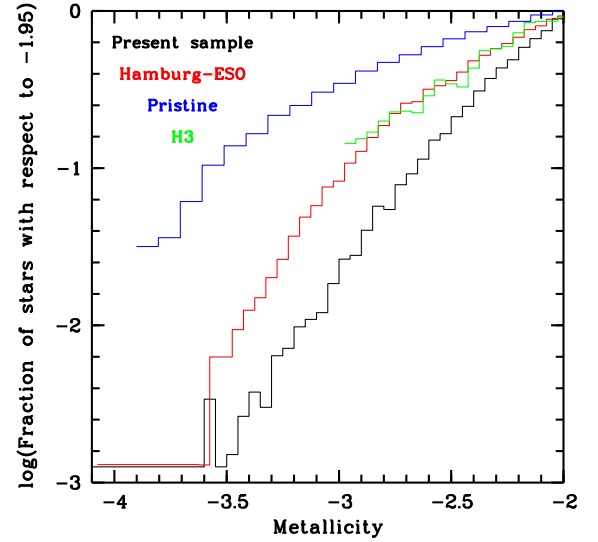 log(Fraction of stars with respect to −1.95)
0
−1
−2
−3
Present sample
Hamburg−ESO
Pristine
H3
−4 −3.5 −3 −2.5 −2
Metallicity